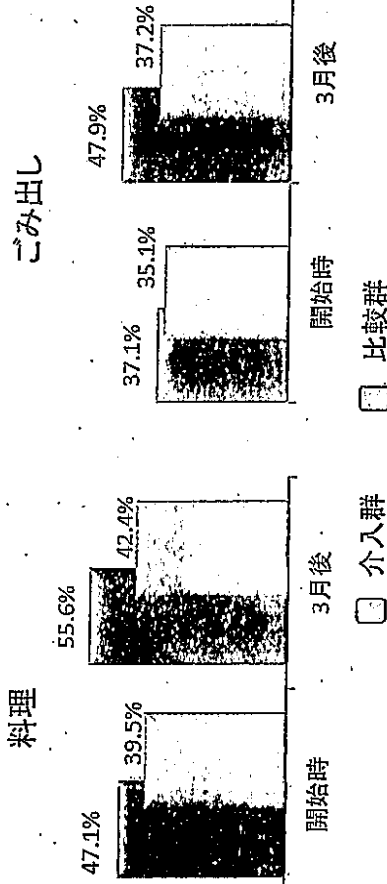 料理
47.1%
39.5%
開始時
55.6%
42.4%
3月後
ごみ出し
37.1%
35.1%
開始時
47.9%
37.2%
3月後
介入群
比較群